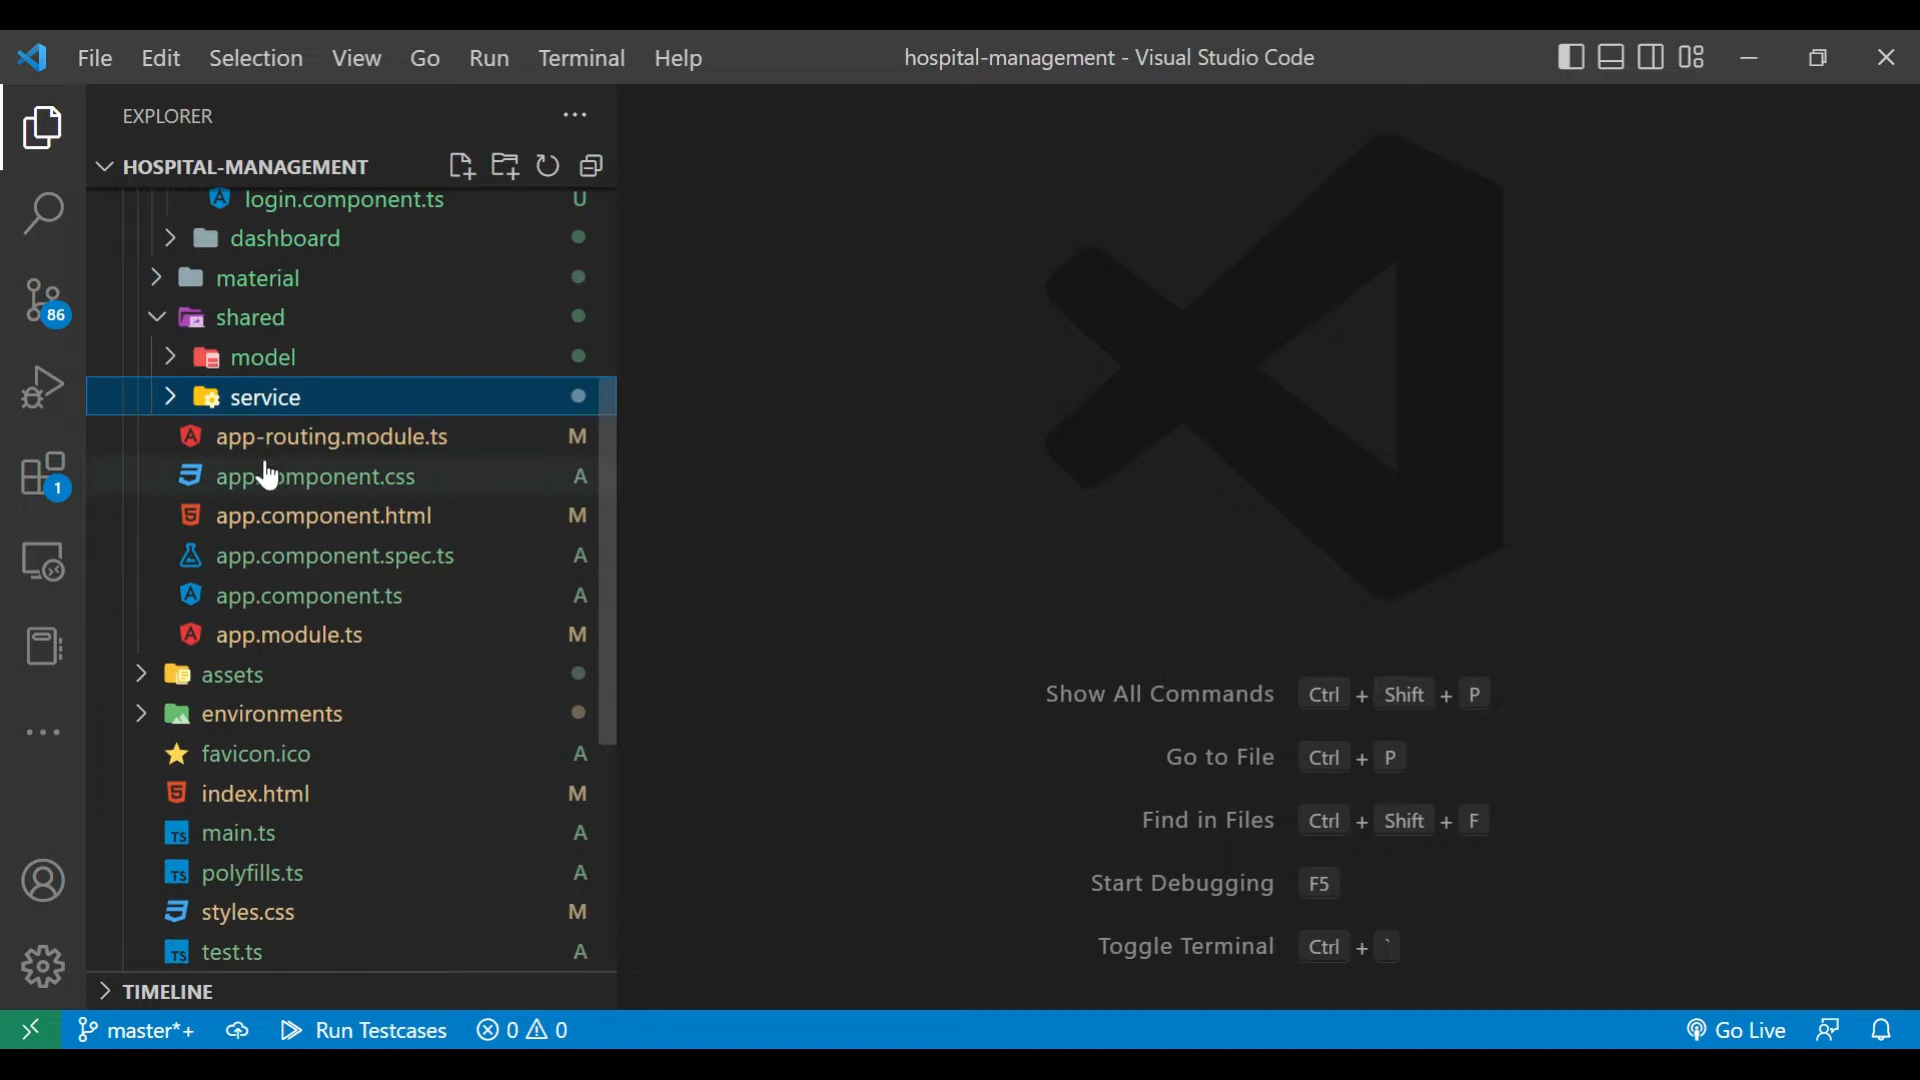 File Edit Selection View Go Run Terminal Help hospital-management - Visual Studio Code
EXPLORER
HOSPITAL-MANAGEMENT
login.component.ts U
dashboard
material
shared
model
service
app-routing.module.ts M
app.component.css A
app.component.html M
app.component.spec.ts A
app.component.ts A
app.module.ts M
assets
environments
favicon.ico A
index.html M
main.ts A
polyfills.ts A
styles.css M
test.ts A
TIMELINE
86
1
Show All Commands Ctrl + Shift + P
Go to File Ctrl + P
Find in Files Ctrl + Shift + F
Start Debugging F5
Toggle Terminal Ctrl + `
master*+ Run Testcases 0 0 Go Live